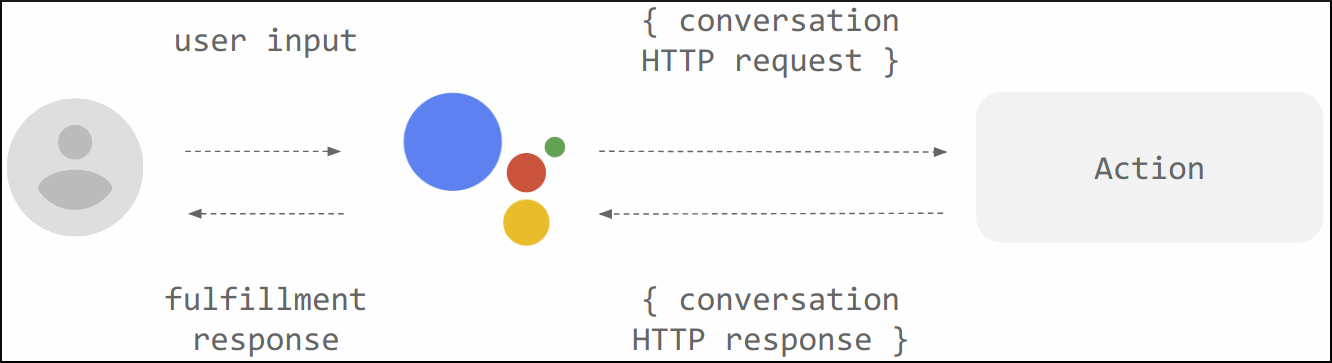 user input
{ conversation
HTTP request }
Action
fulfillment
response
{ conversation
HTTP response }